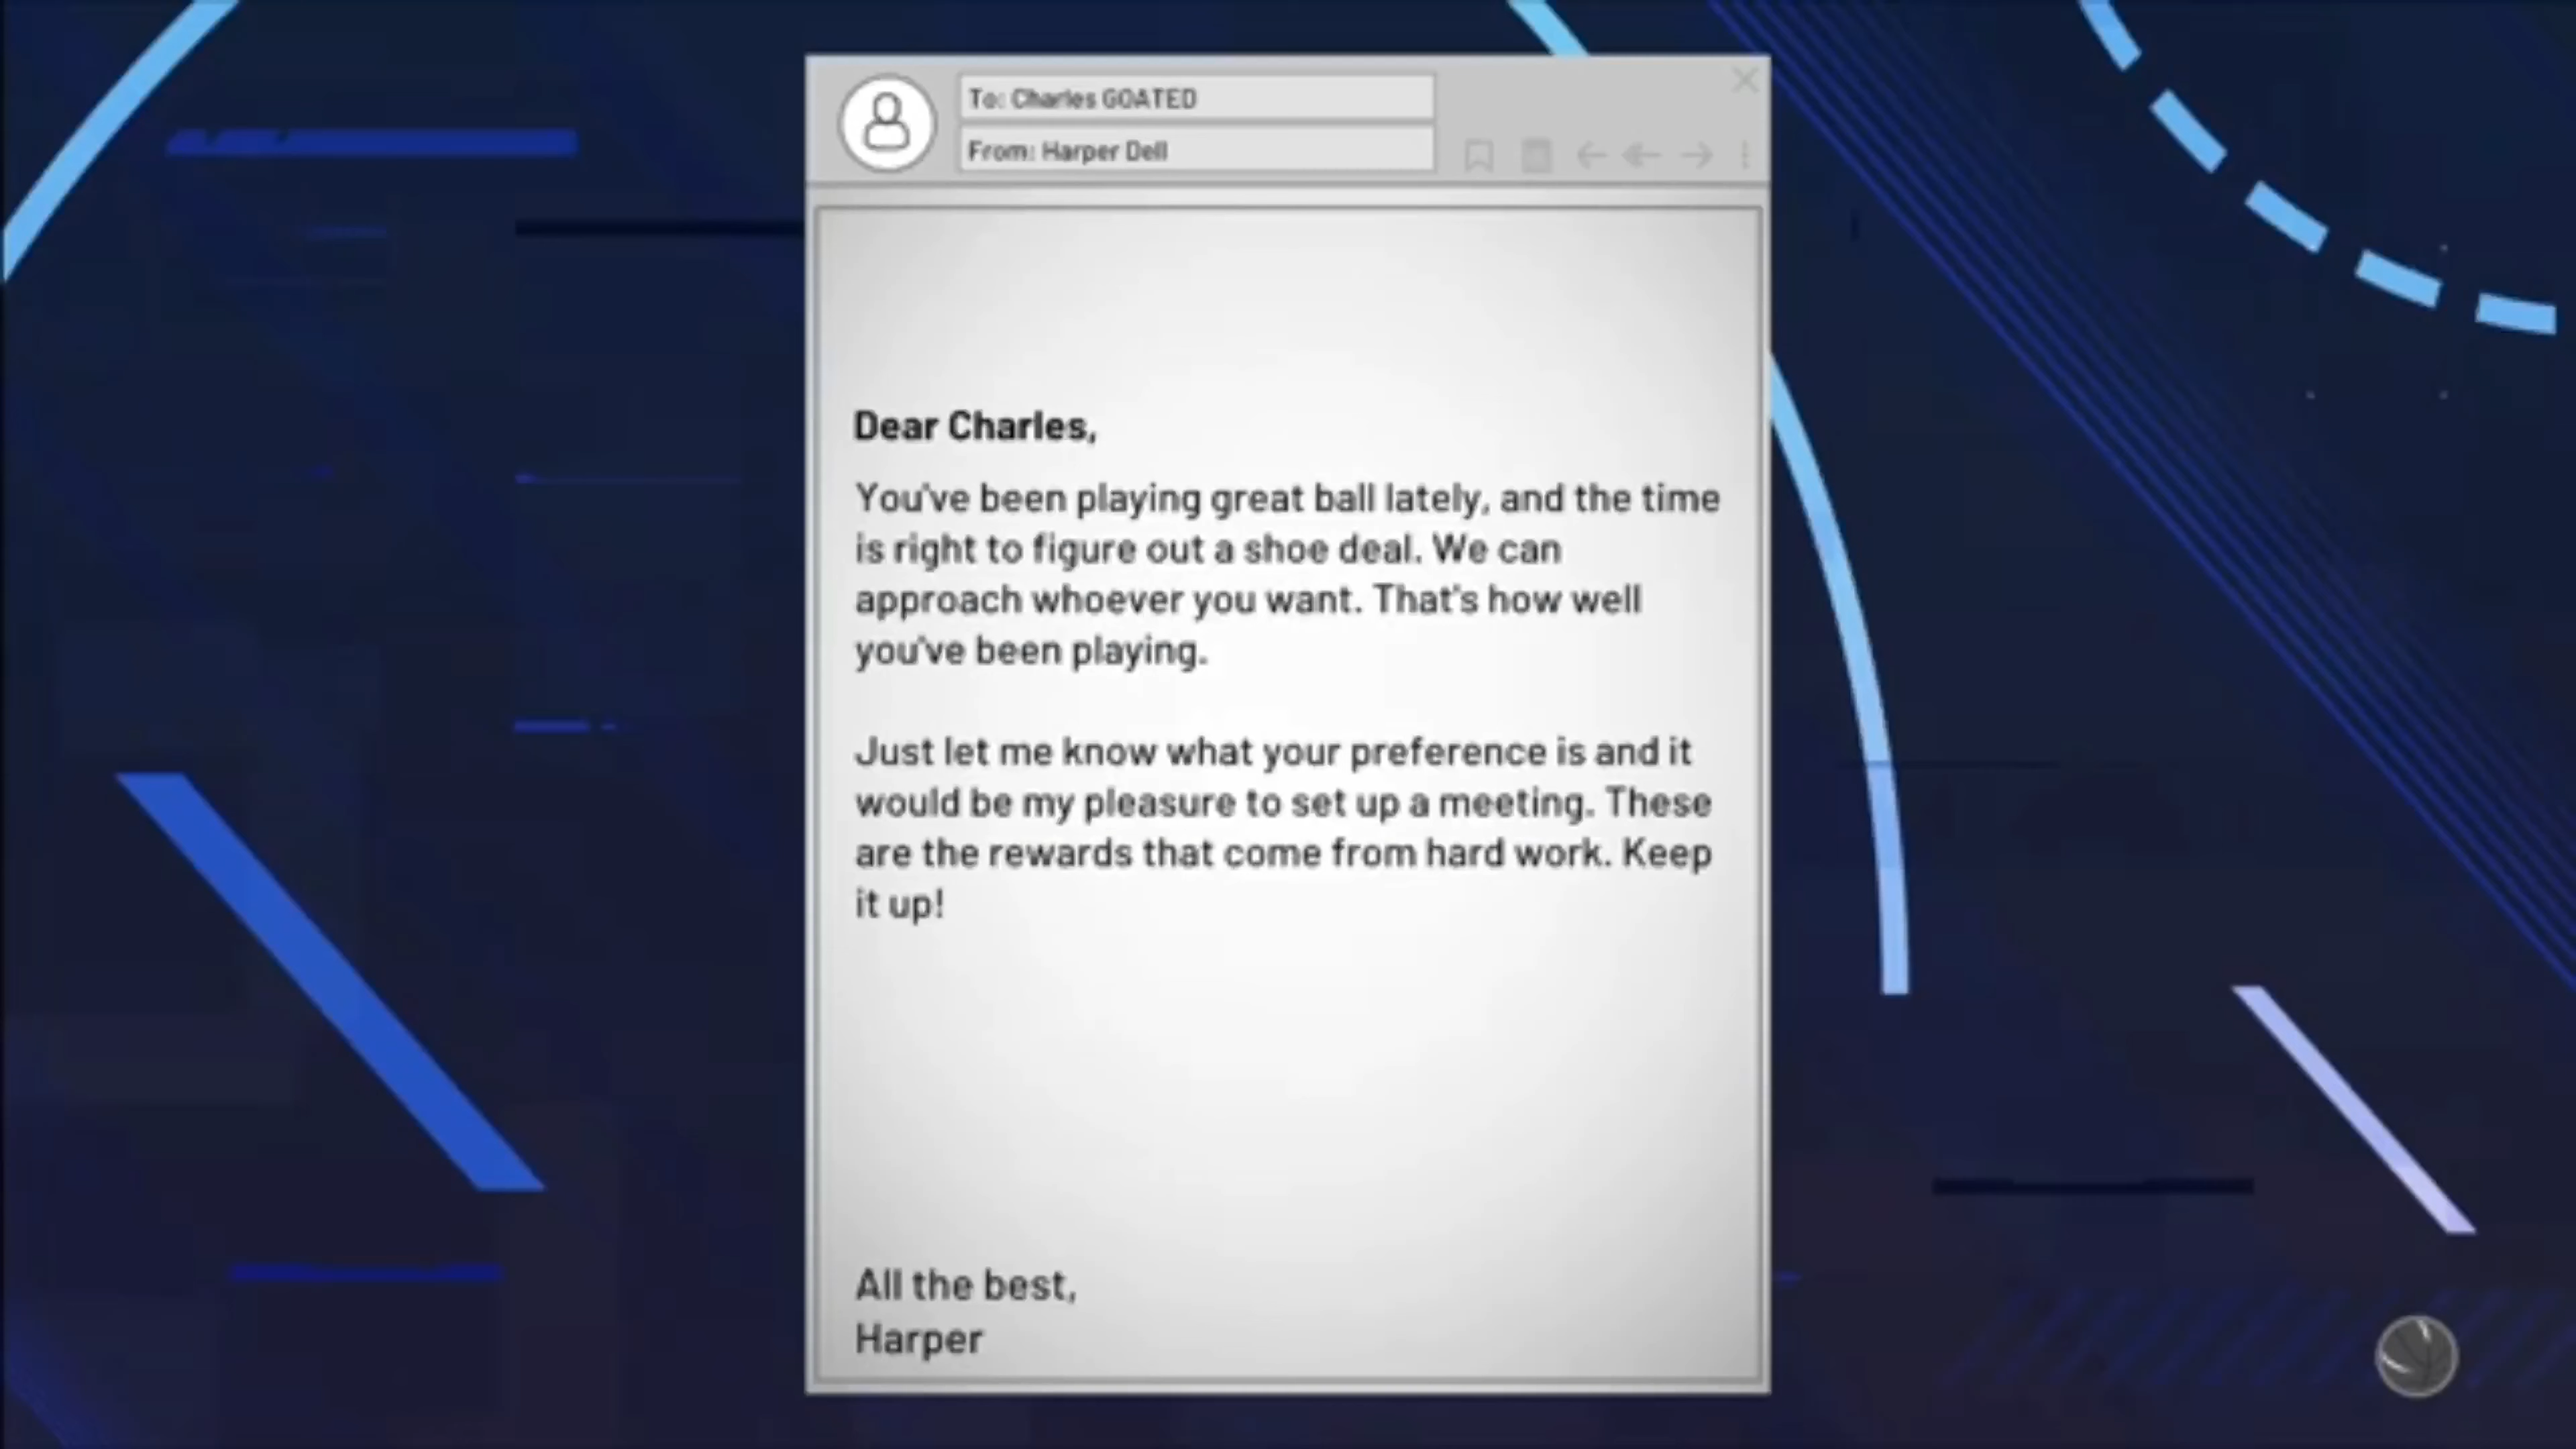 To: Charles GOATED
From: Harper Dell
Dear Charles,
You've been playing great ball lately, and the time
is right to figure out a shoe deal. We can
approach whoever you want. That's how well
you've been playing.
Just let me know what your preference is and it
would be my pleasure to set up a meeting. These
are the rewards that come from hard work. Keep
it up!
All the best,
Harper